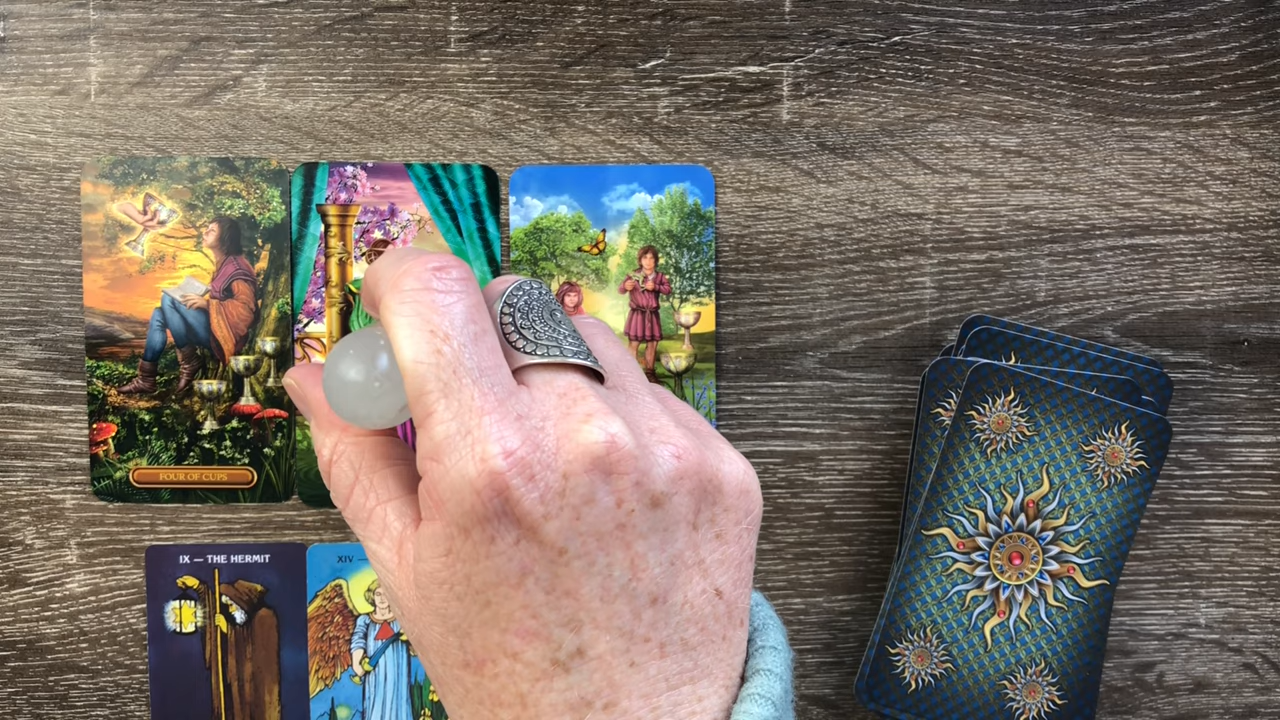 FOUR OF CUPS
IX — THE HERMIT
XIV —